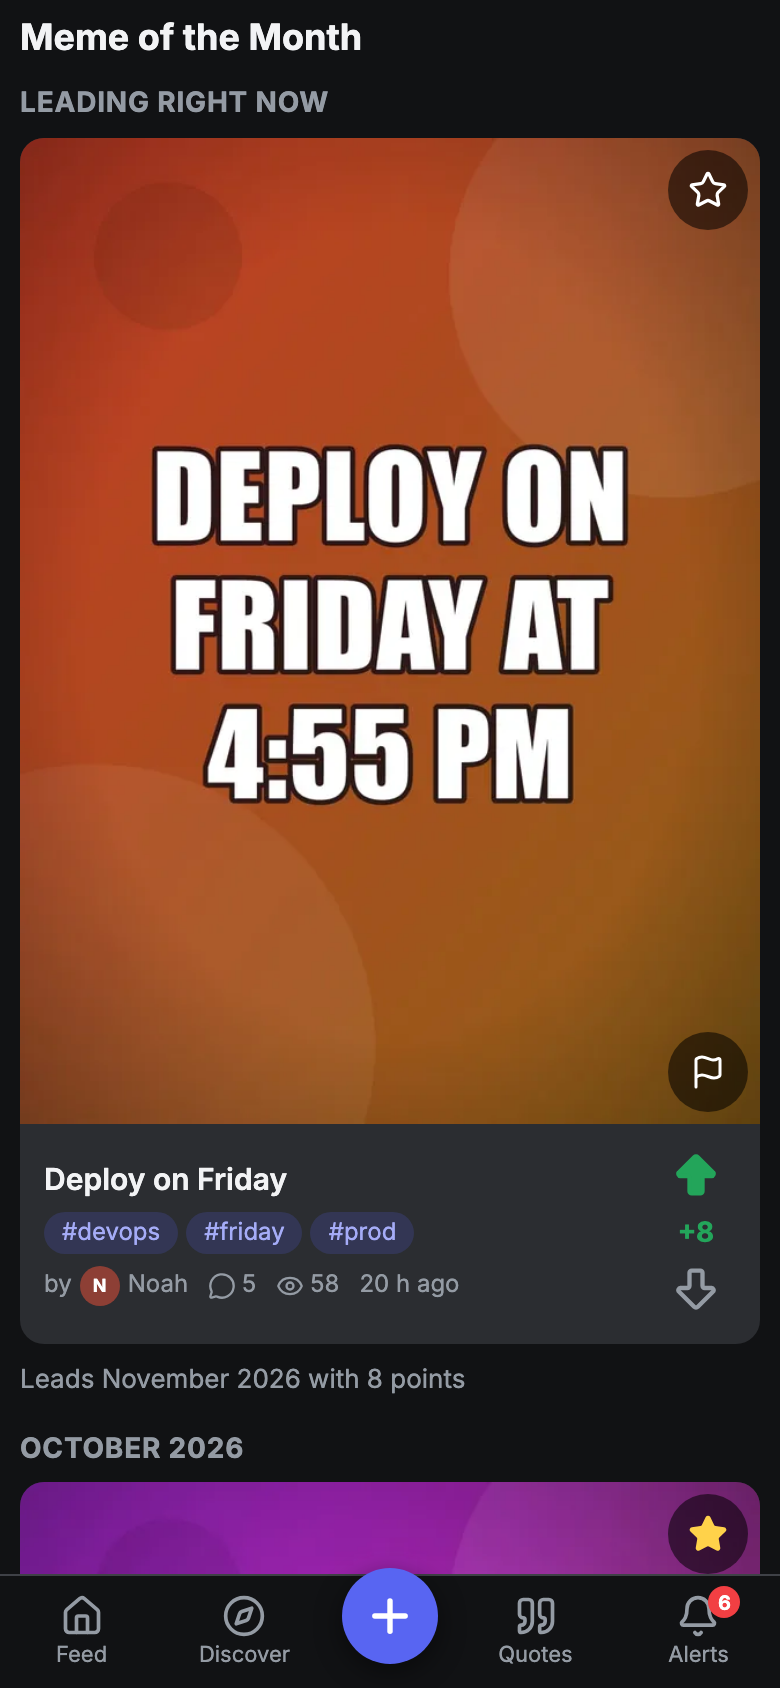 Meme of the Month
LEADING RIGHT NOW
DEPLOY ON
FRIDAY AT
4:55 PM
Deploy on Friday
#devops #friday #prod
+8
by N Noah 5 58 20 h ago
Leads November 2026 with 8 points
OCTOBER 2026
Feed Discover Quotes Alerts 6